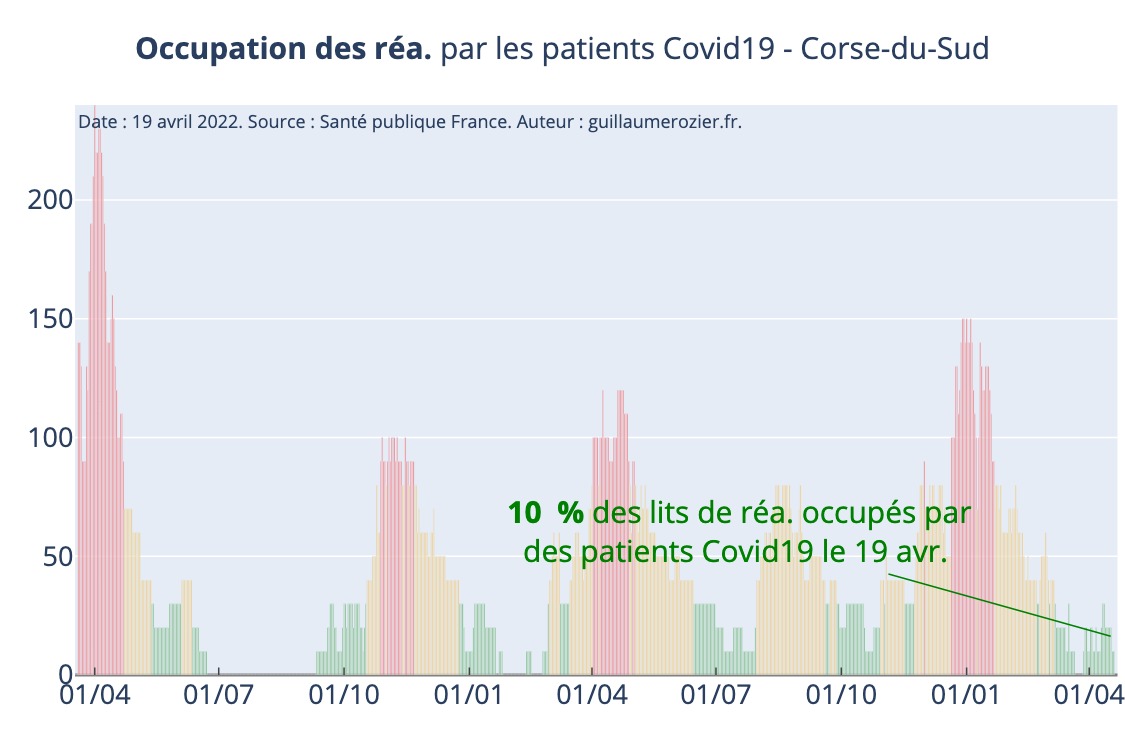 Occupation des réa. par les patients Covid19 - Corse-du-Sud
Date : 19 avril 2022. Source : Santé publique France. Auteur : guillaumerozier.fr.
200
150
100
10 % des lits de réa. occupés par
des patients Covid19 le 19 avr.
50
0
01/04 01/07 01/10 01/01 01/04 01/07 01/10 01/01 01/04